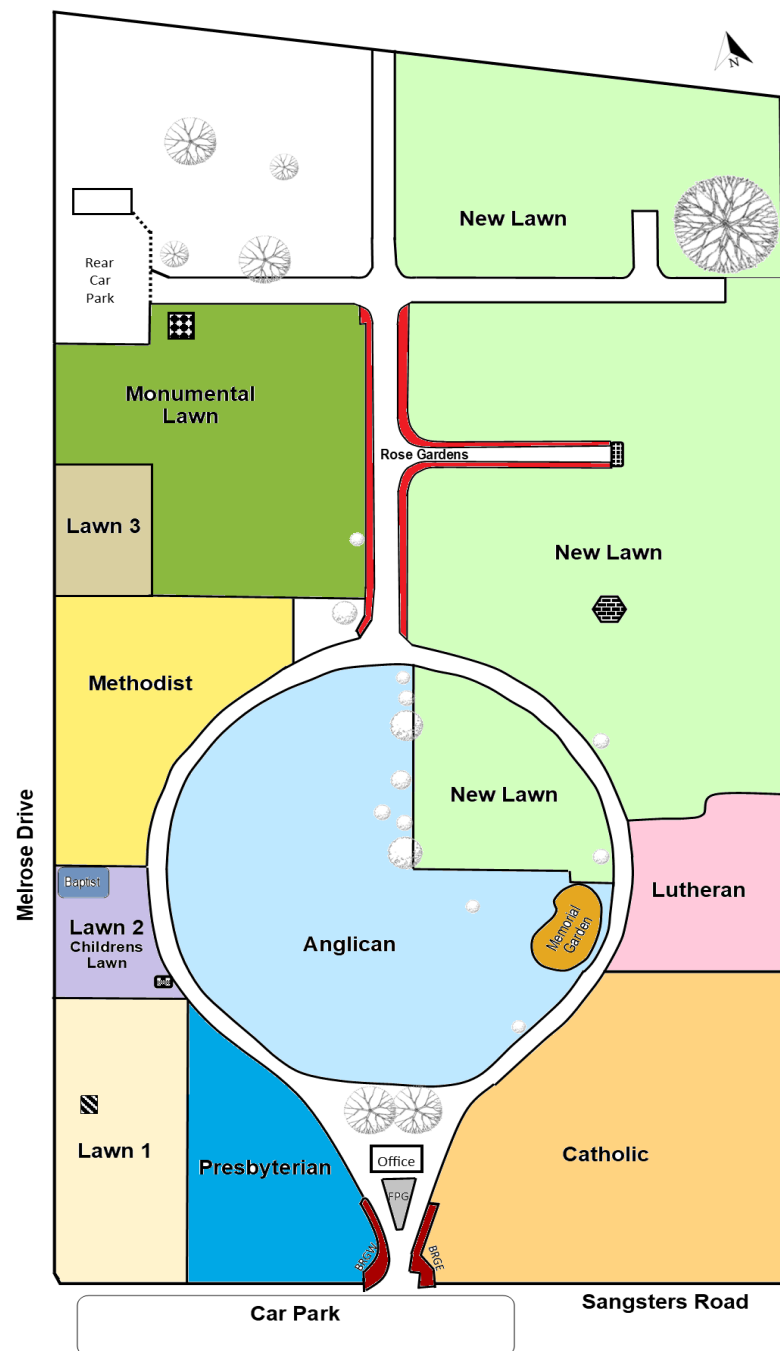 N
New Lawn
Rear
Car
Park
Monumental
Lawn
Rose Gardens
Lawn 3
New Lawn
Methodist
New Lawn
Melrose Drive
Baptist
Lutheran
Lawn 2
Childrens
Lawn
Anglican
Memorial
Garden
Lawn 1
Presbyterian
Office
Catholic
FPG
BRGW
BRGE
Car Park
Sangsters Road